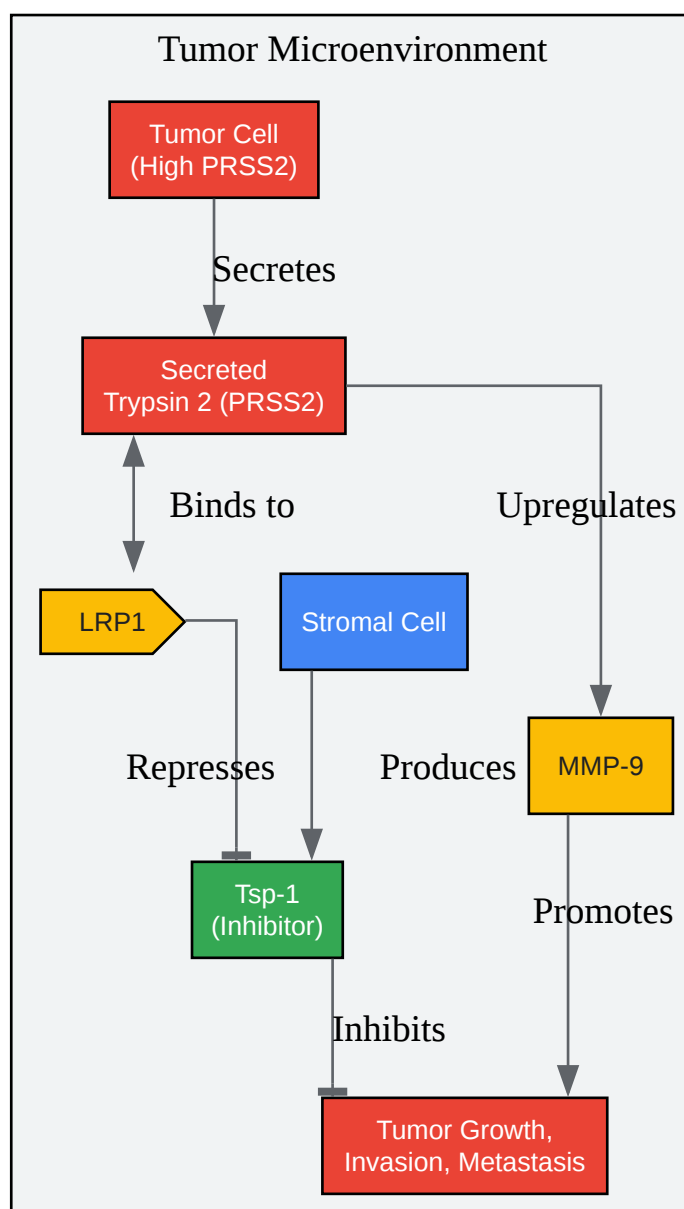 Tumor Microenvironment
Tumor Cell
(High PRSS2)
Secretes
Secreted
Trypsin 2 (PRSS2)
Binds to
Upregulates
LRP1
Stromal Cell
Represses
Produces
MMP-9
Tsp-1
(Inhibitor)
Promotes
Inhibits
Tumor Growth,
Invasion, Metastasis